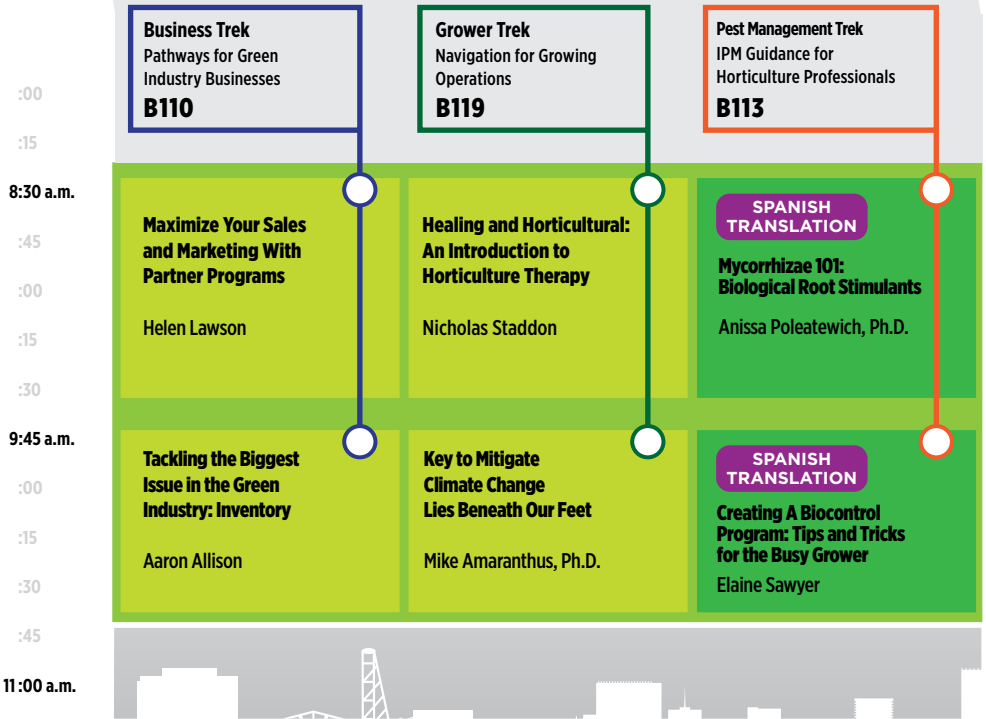 Business Trek
Pathways for Green
Industry Businesses
B110
Grower Trek
Navigation for Growing
Operations
B119
Pest Management Trek
IPM Guidance for
Horticulture Professionals
B113
:00
:15
8:30 a.m.
:45
:00
:15
:30
Maximize Your Sales
and Marketing With
Partner Programs
Helen Lawson
Healing and Horticultural:
An Introduction to
Horticulture Therapy
Nicholas Staddon
SPANISH
TRANSLATION
Mycorrhizae 101:
Biological Root Stimulants
Anissa Poleatewich, Ph.D.
9:45 a.m.
:00
:15
:30
Tackling the Biggest
Issue in the Green
Industry: Inventory
Aaron Allison
Key to Mitigate
Climate Change
Lies Beneath Our Feet
Mike Amaranthus, Ph.D.
SPANISH
TRANSLATION
Creating A Biocontrol
Program: Tips and Tricks
for the Busy Grower
Elaine Sawyer
:45
11:00 a.m.